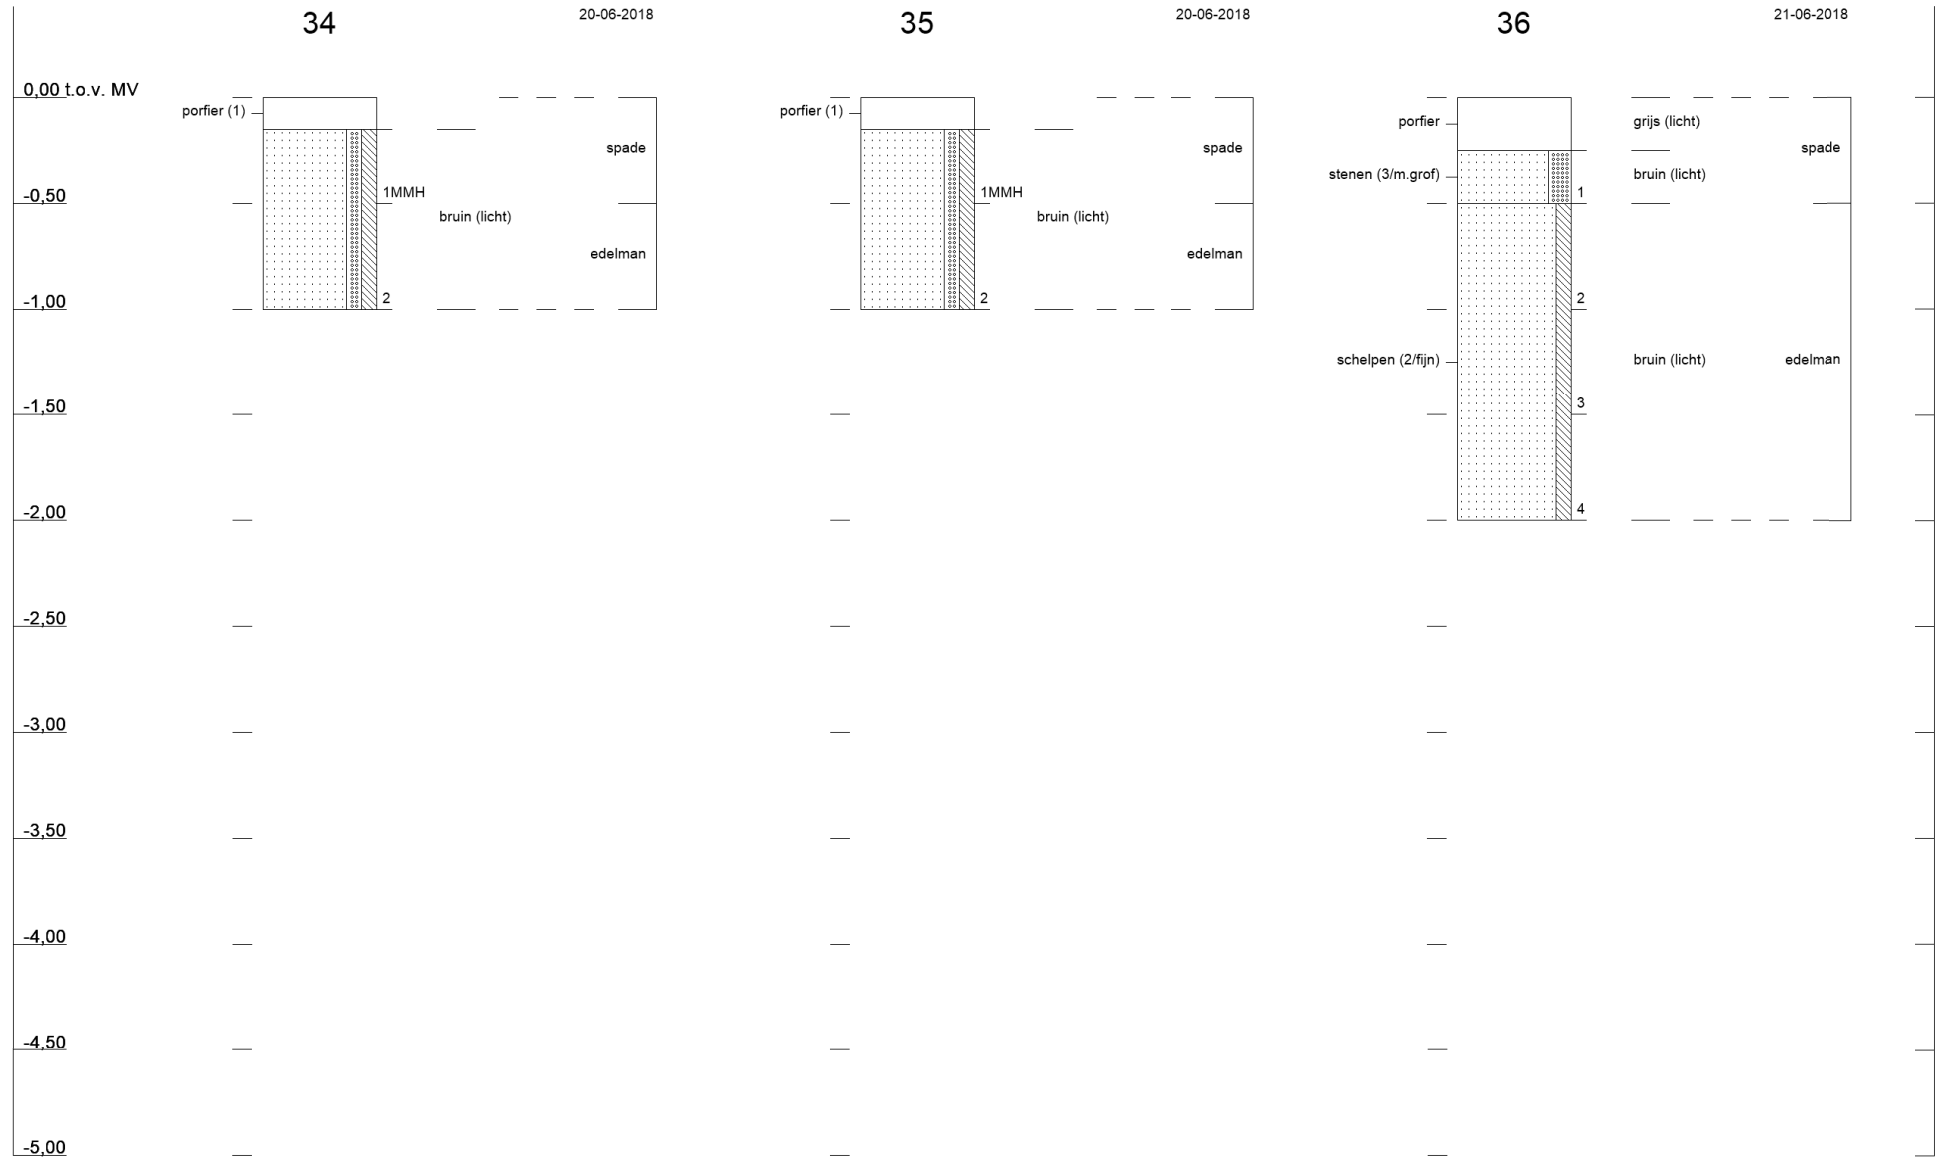 34 20-06-2018 35 20-06-2018 36 21-06-2018
0,00 t.o.v. MV
porfier (1) porfier (1) porfier grijs (licht)
spade spade spade
stenen (3/m.grof) bruin (licht)
-0,50 1MMH 1MMH 1
bruin (licht) bruin (licht)
edelman edelman
-1,00 2 2 2
schelpen (2/fijn) bruin (licht) edelman
-1,50 3
-2,00 4
-2,50
-3,00
-3,50
-4,00
-4,50
-5,00